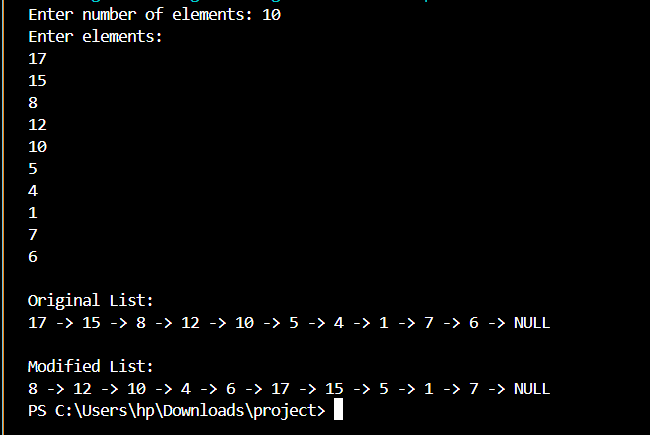 Enter number of elements: 10
Enter elements:
17
15
8
12
10
5
4
1
7
6
Original List:
17 -> 15 -> 8 -> 12 -> 10 -> 5 -> 4 -> 1 -> 7 -> 6 -> NULL
Modified List:
8 -> 12 -> 10 -> 4 -> 6 -> 17 -> 15 -> 5 -> 1 -> 7 -> NULL
PS C:\Users\hp\Downloads\project>